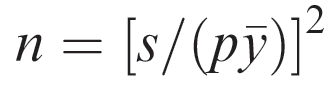 n = [s/(pȳ)]²